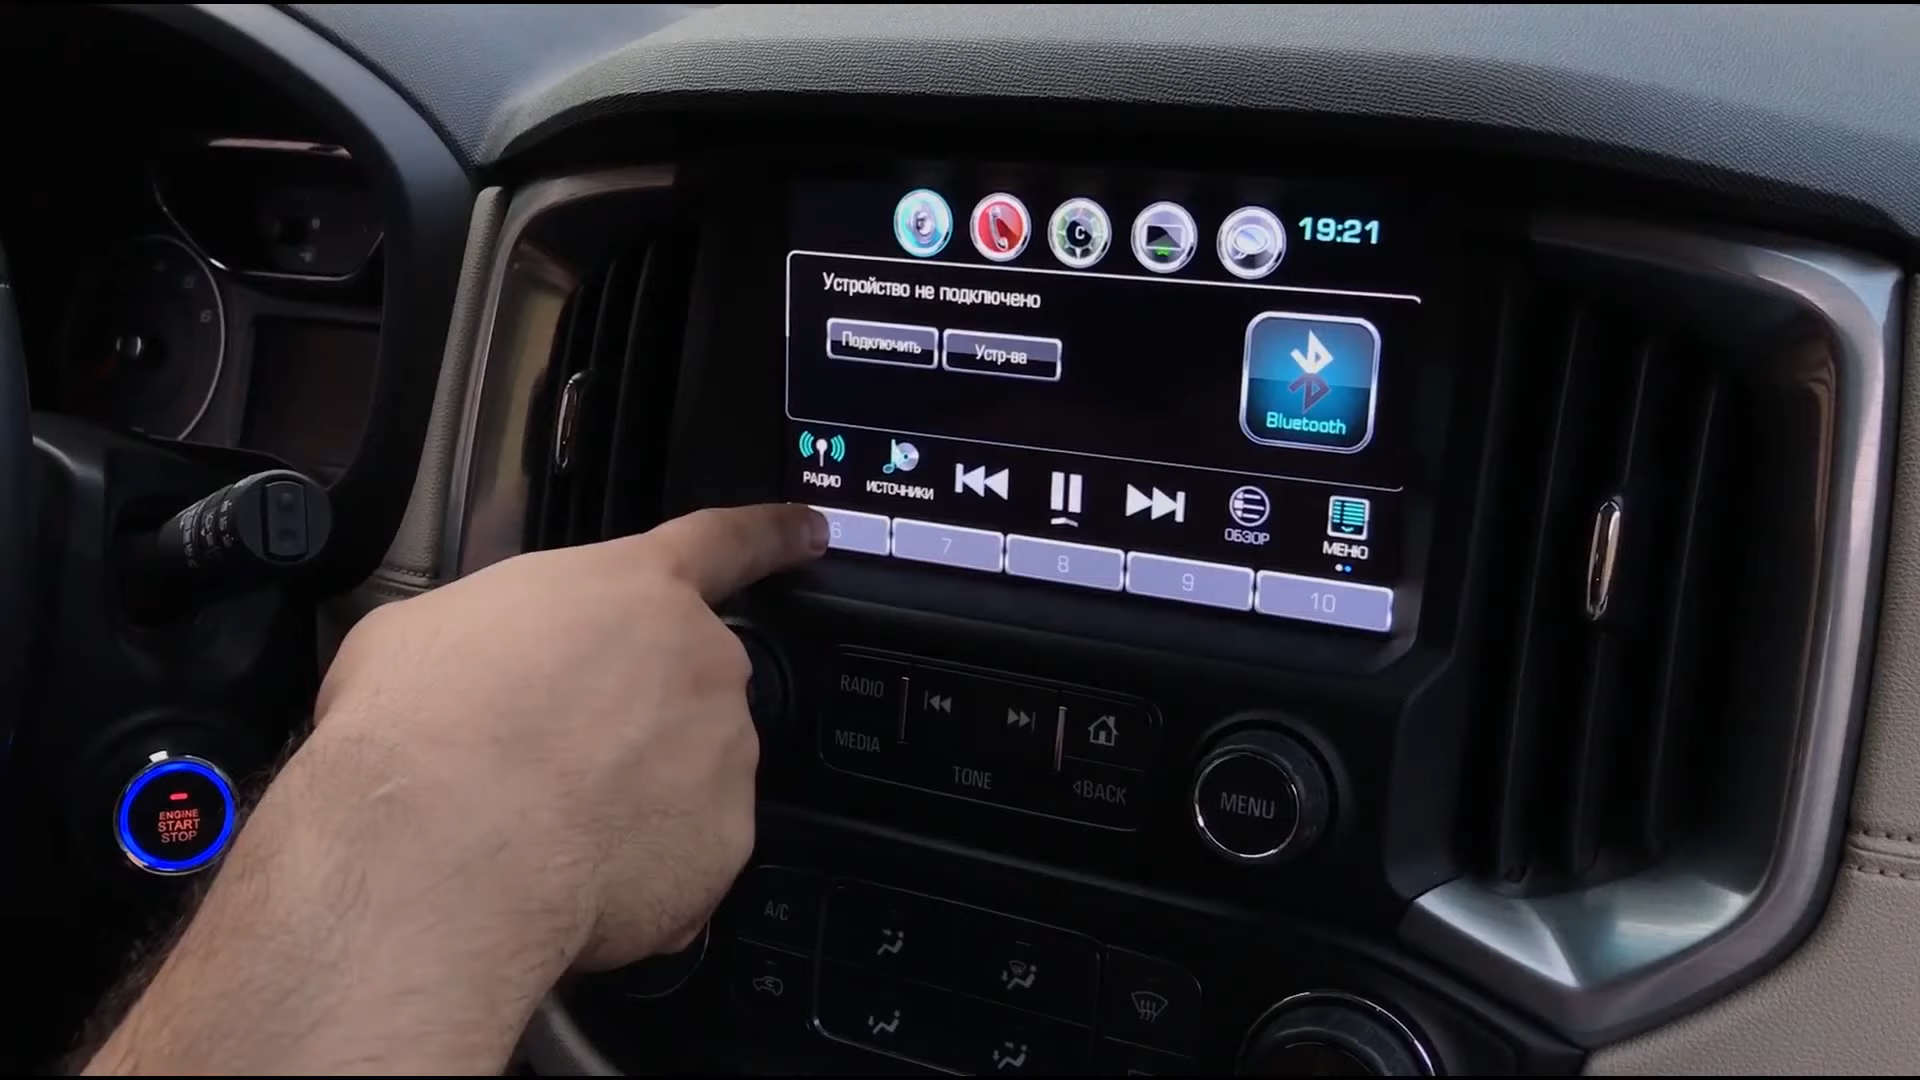 19:21
Устройство не подключено
Подключить
Устр-ва
Bluetooth
РАДИО
ИСТОЧНИКИ
ОБЗОР
МЕНЮ
6
7
8
9
10
RADIO
MEDIA
TONE
BACK
MENU
ENGINE
START
STOP
A/C